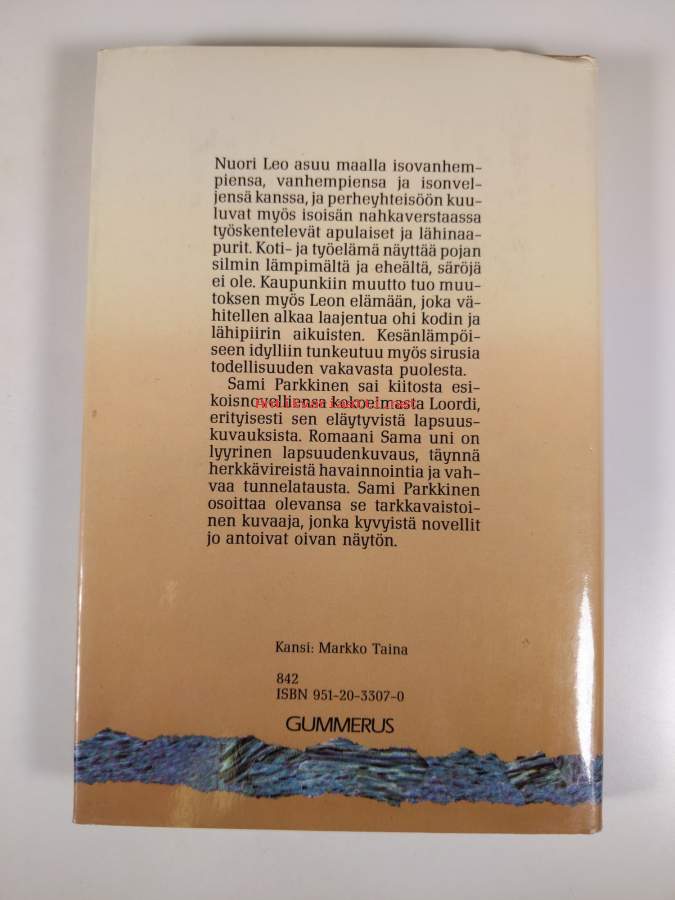 Nuori Leo asuu maalla isovanhem-
piensa, vanhempiensa ja isonvel-
jensä kanssa, ja perheyhteisöön kuu-
luvat myös isoisän nahkaverstaassa
työskentelevät apulaiset ja lähinaa-
purit. Koti- ja työelämä näyttää pojan
silmin lämpimältä ja eheältä, säröjä
ei ole. Kaupunkiin muutto tuo muu-
toksen myös Leon elämään, joka vä-
hitellen alkaa laajentua ohi kodin ja
lähipiirin aikuisten. Kesänlämpöi-
seen idylliin tunkeutuu myös sirusia
todellisuuden vakavasta puolesta.
Sami Parkkinen sai kiitosta esi-
koisnovelliensa kokoelmasta Loordi,
erityisesti sen eläytyvistä lapsuus-
kuvauksista. Romaani Sama uni on
lyyrinen lapsuudenkuvaus, täynnä
herkkävireistä havainnointia ja vah-
vaa tunnelatausta. Sami Parkkinen
osoittaa olevansa se tarkkavaistoi-
nen kuvaaja, jonka kyvyistä novellit
jo antoivat oivan näytön.
Kansi: Markko Taina
842
ISBN 951-20-3307-0
GUMMERUS